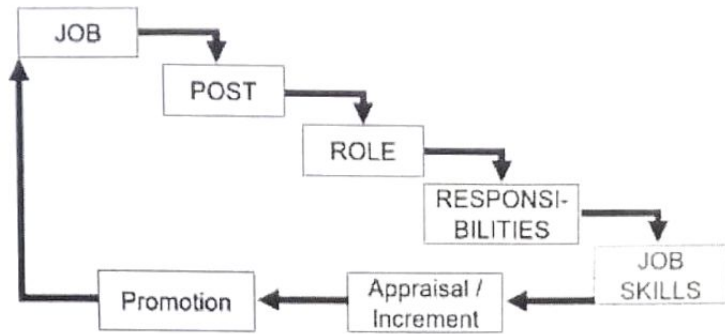 JOB
POST
ROLE
RESPONSI-
BILITIES
JOB
SKILLS
Appraisal /
Increment
Promotion